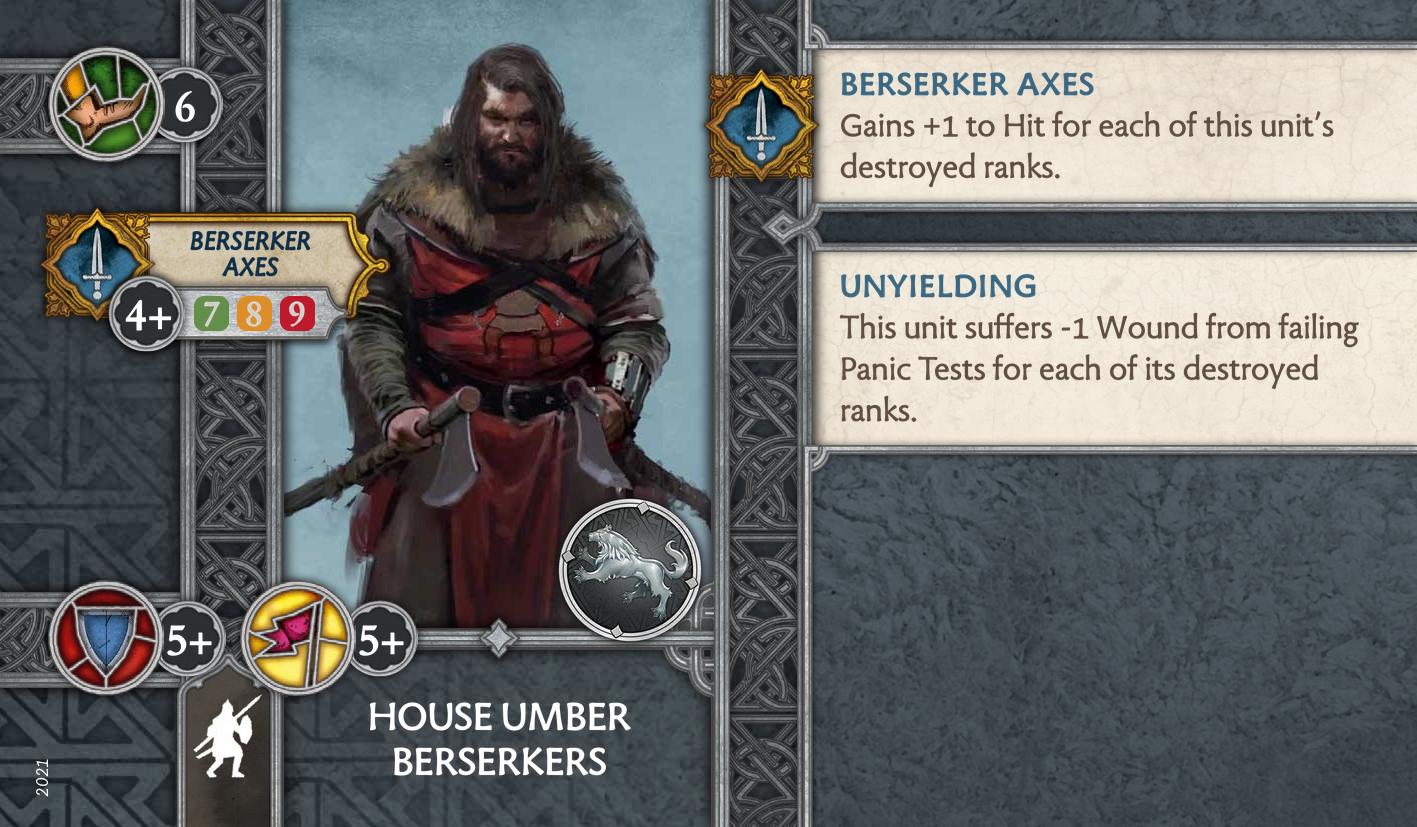 6
BERSERKER
AXES
4+ 7 8 9
5+ 5+
HOUSE UMBER
BERSERKERS
2021
BERSERKER AXES
Gains +1 to Hit for each of this unit’s
destroyed ranks.
UNYIELDING
This unit suffers -1 Wound from failing
Panic Tests for each of its destroyed
ranks.